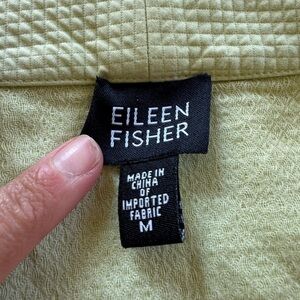 EILEEN
FISHER
MADE IN
CHINA
OF
IMPORTED
FABRIC
M